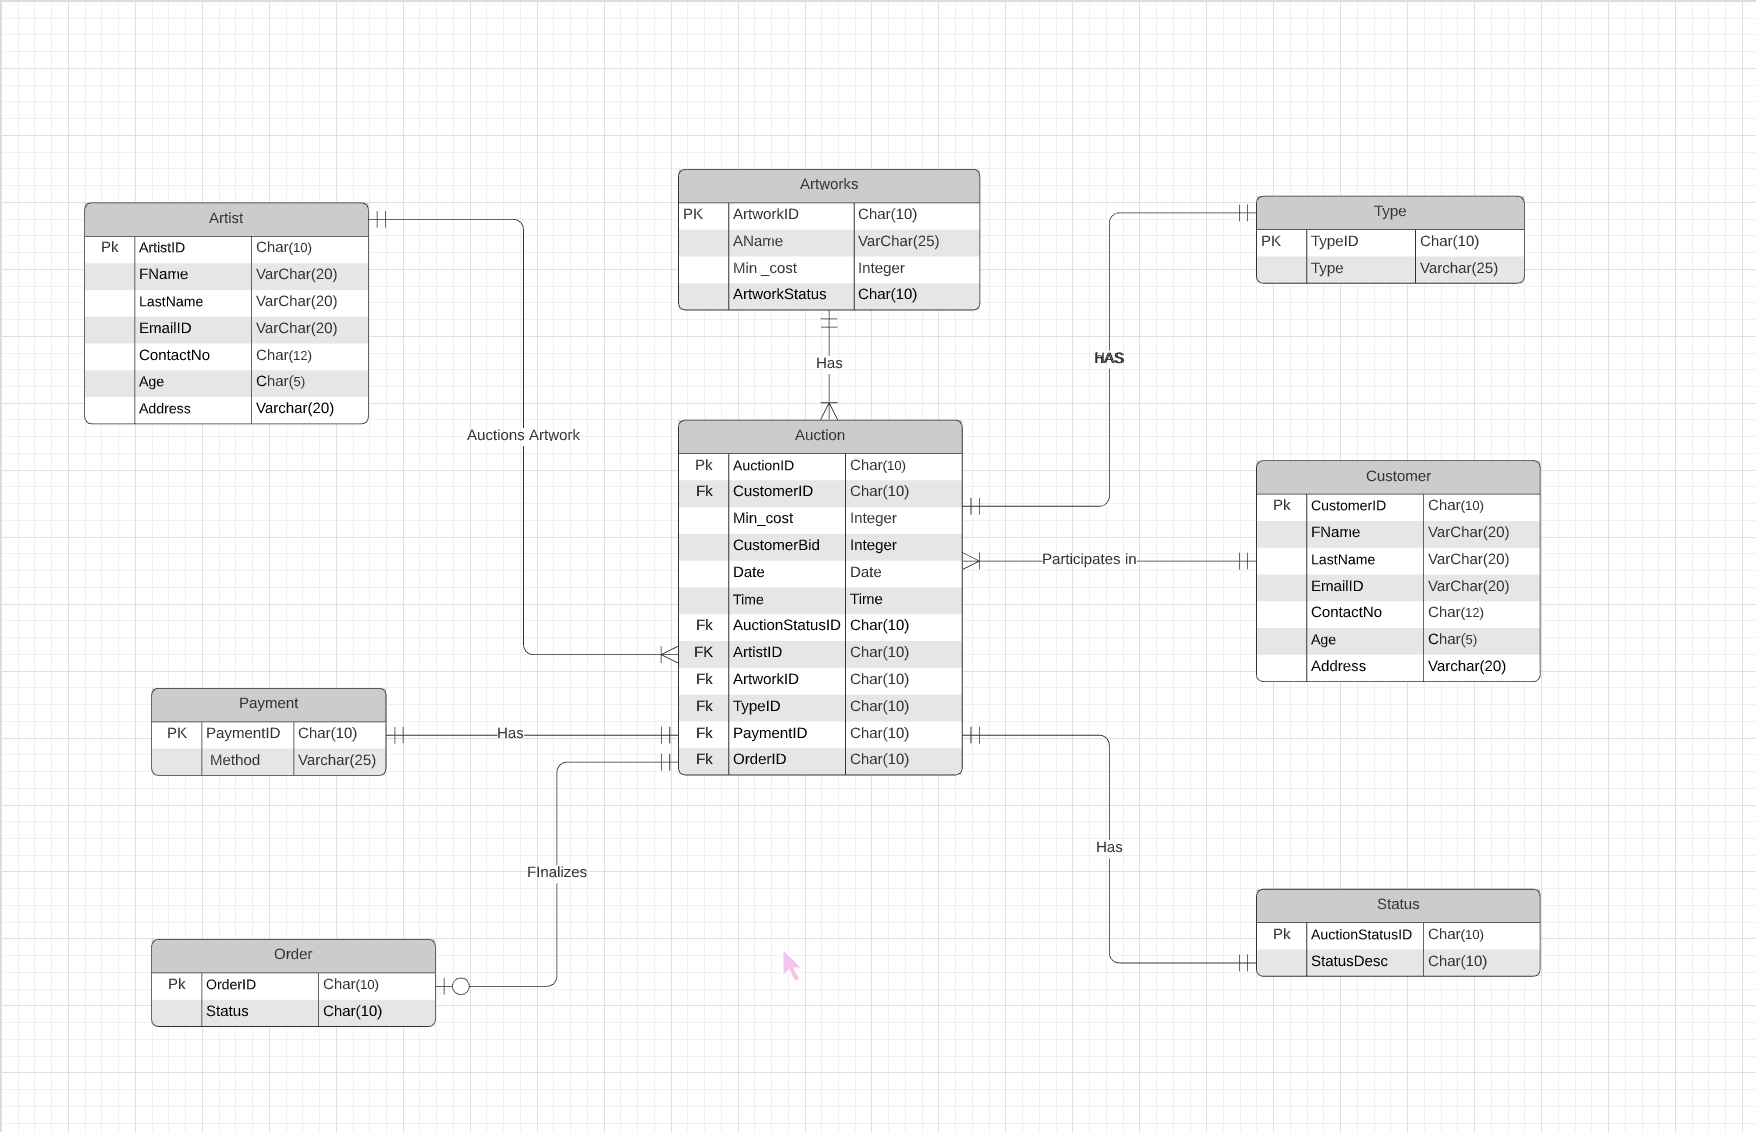 Artworks
PK ArtworkID Char(10)
AName VarChar(25)
Min _cost Integer
ArtworkStatus Char(10)
Artist
Pk ArtistID Char(10)
FName VarChar(20)
LastName VarChar(20)
EmailID VarChar(20)
ContactNo Char(12)
Age Char(5)
Address Varchar(20)
Type
PK TypeID Char(10)
Type Varchar(25)
Has
HAS
Auctions Artwork
Auction
Pk AuctionID Char(10)
Fk CustomerID Char(10)
Min_cost Integer
CustomerBid Integer
Date Date
Time Time
Fk AuctionStatusID Char(10)
FK ArtistID Char(10)
Fk ArtworkID Char(10)
Fk TypeID Char(10)
Fk PaymentID Char(10)
Fk OrderID Char(10)
Participates in
Customer
Pk CustomerID Char(10)
FName VarChar(20)
LastName VarChar(20)
EmailID VarChar(20)
ContactNo Char(12)
Age Char(5)
Address Varchar(20)
Payment
PK PaymentID Char(10)
Method Varchar(25)
Has
FInalizes
Has
Order
Pk OrderID Char(10)
Status Char(10)
Status
Pk AuctionStatusID Char(10)
StatusDesc Char(10)